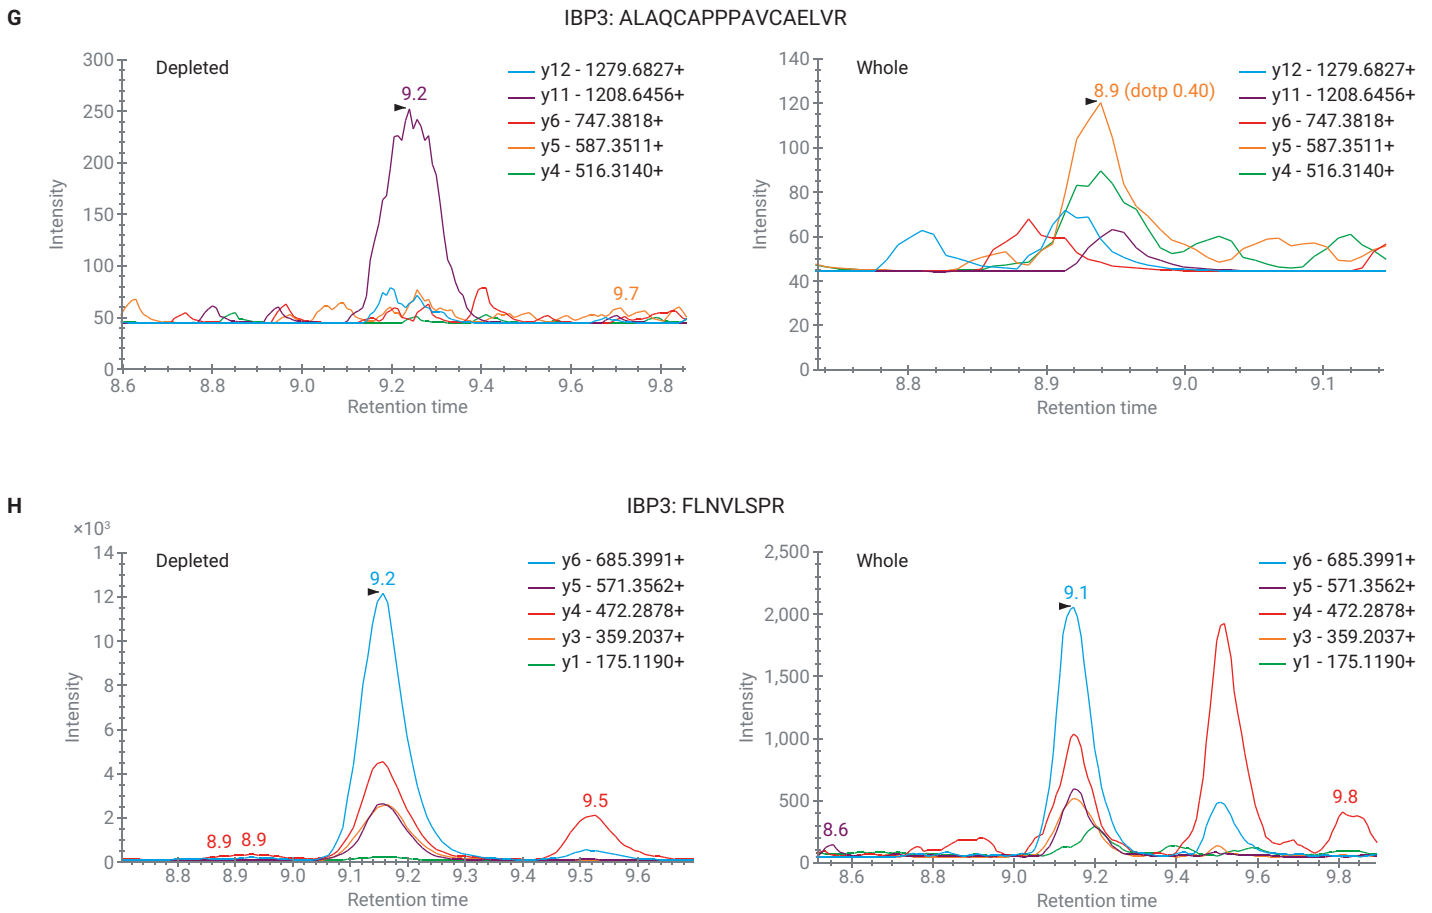 G
IBP3: ALAQCAPPPAVCAELVR
Depleted
300
250
200
150
100
50
0
Intensity
9.2
9.7
y12 - 1279.6827+
y11 - 1208.6456+
y6 - 747.3818+
y5 - 587.3511+
y4 - 516.3140+
8.6 8.8 9.0 9.2 9.4 9.6 9.8
Retention time
Whole
140
120
100
80
60
40
20
0
Intensity
8.9 (dotp 0.40)
y12 - 1279.6827+
y11 - 1208.6456+
y6 - 747.3818+
y5 - 587.3511+
y4 - 516.3140+
8.8 8.9 9.0 9.1
Retention time
H
IBP3: FLNVLSPR
×10³
Depleted
14
12
10
8
6
4
2
0
Intensity
9.2
8.9 8.9
9.5
y6 - 685.3991+
y5 - 571.3562+
y4 - 472.2878+
y3 - 359.2037+
y1 - 175.1190+
8.8 8.9 9.0 9.1 9.2 9.3 9.4 9.5 9.6
Retention time
Whole
2,500
2,000
1,500
1,000
500
0
Intensity
9.1
8.6
9.8
y6 - 685.3991+
y5 - 571.3562+
y4 - 472.2878+
y3 - 359.2037+
y1 - 175.1190+
8.6 8.8 9.0 9.2 9.4 9.6 9.8
Retention time